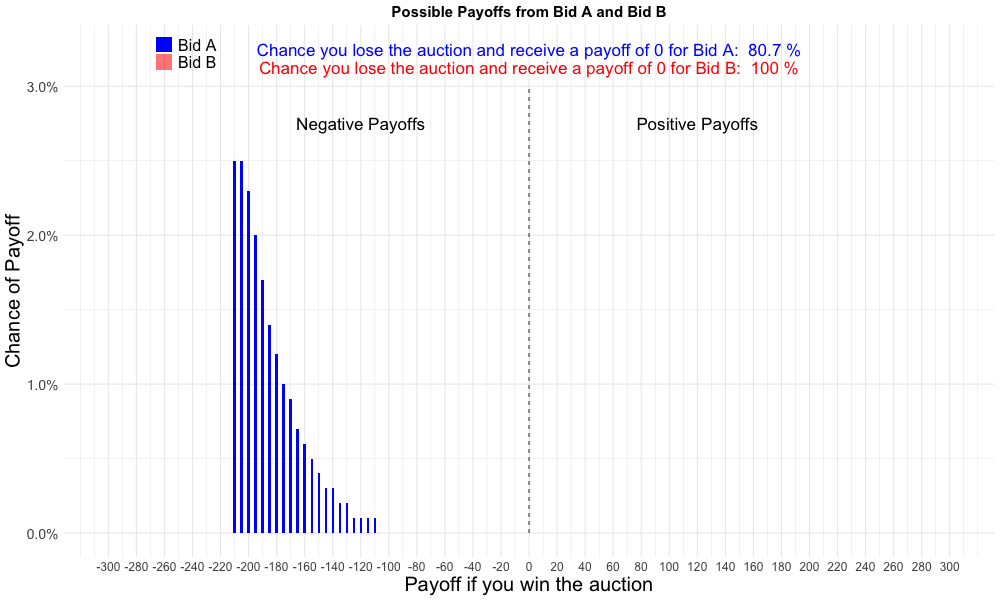 Possible Payoffs from Bid A and Bid B
Bid A
Bid B
Chance you lose the auction and receive a payoff of 0 for Bid A:  80.7 %
Chance you lose the auction and receive a payoff of 0 for Bid B:  100 %
Negative Payoffs
Positive Payoffs
Chance of Payoff
3.0%
2.0%
1.0%
0.0%
-300 -280 -260 -240 -220 -200 -180 -160 -140 -120 -100 -80 -60 -40 -20 0 20 40 60 80 100 120 140 160 180 200 220 240 260 280 300
Payoff if you win the auction